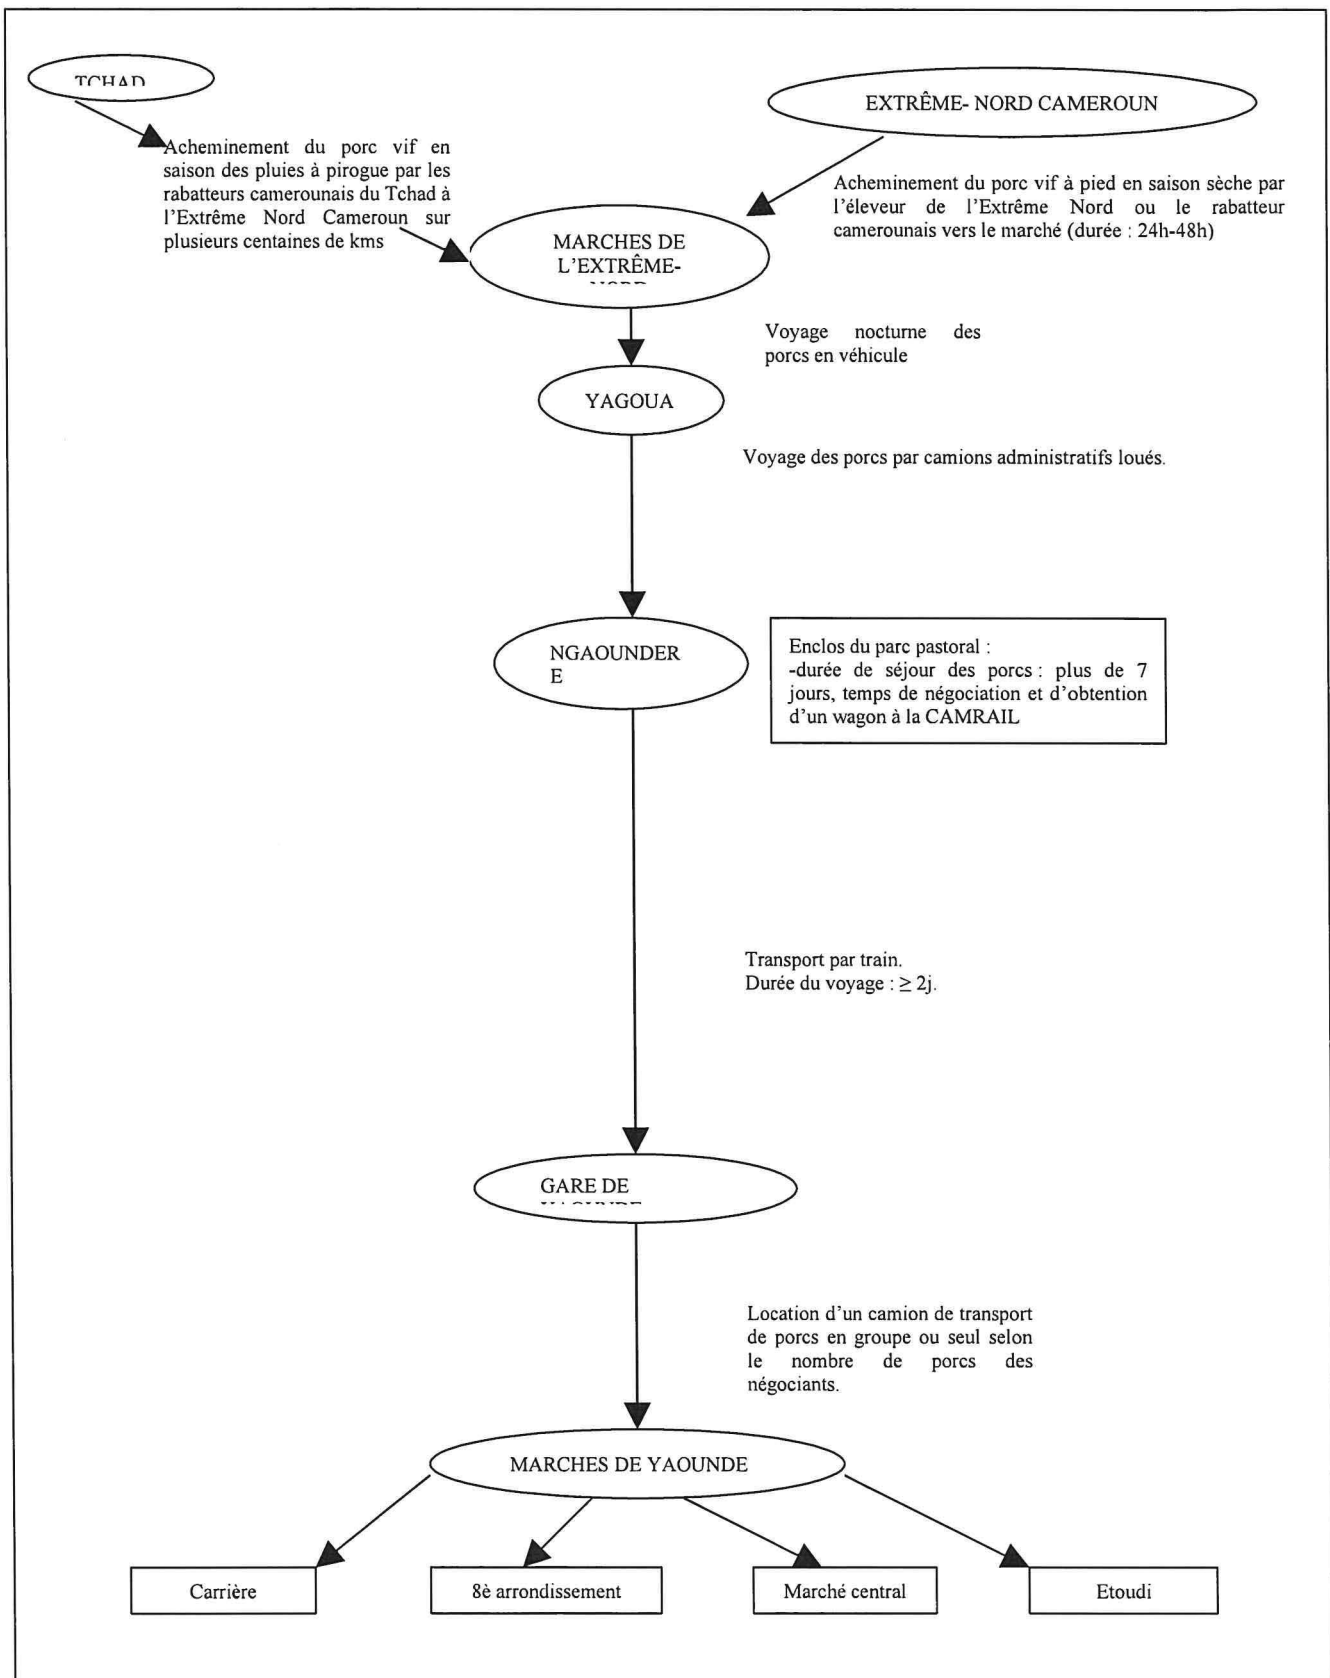 TCHAD
EXTRÊME- NORD CAMEROUN
Acheminement du porc vif en
saison des pluies à pirogue par les
rabatteurs camerounais du Tchad à
l'Extrême Nord Cameroun sur
plusieurs centaines de kms
Acheminement du porc vif à pied en saison sèche par
l'éleveur de l'Extrême Nord ou le rabatteur
camerounais vers le marché (durée : 24h-48h)
MARCHES DE
L'EXTRÊME-
NORD
Voyage nocturne des
porcs en véhicule
YAGOUA
Voyage des porcs par camions administratifs loués.
NGAOUNDER
E
Enclos du parc pastoral :
-durée de séjour des porcs : plus de 7
jours, temps de négociation et d'obtention
d'un wagon à la CAMRAIL
Transport par train.
Durée du voyage : ≥ 2j.
GARE DE
YAOUNDE
Location d'un camion de transport
de porcs en groupe ou seul selon
le nombre de porcs des
négociants.
MARCHES DE YAOUNDE
Carrière
8è arrondissement
Marché central
Etoudi